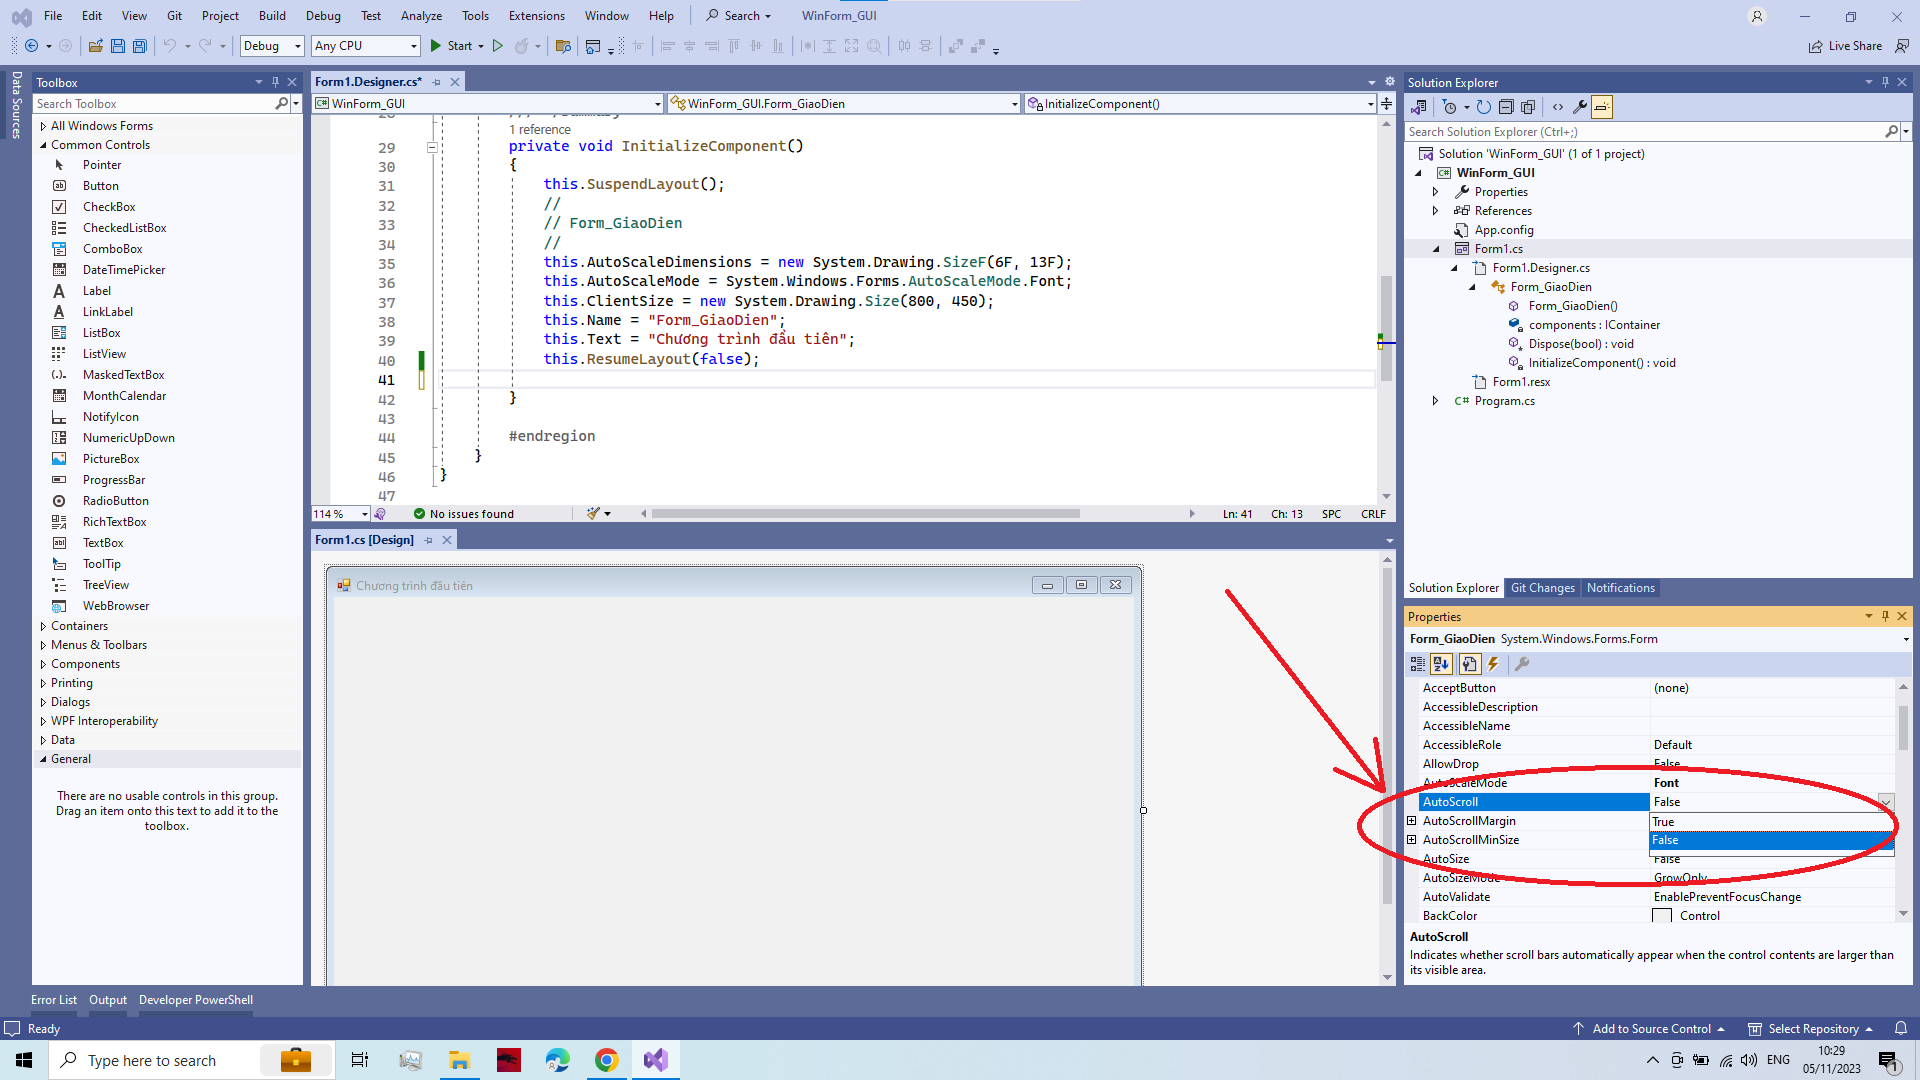 File Edit View Git Project Build Debug Test Analyze Tools Extensions Window Help Search WinForm_GUI
Debug Any CPU Start Live Share
Data Sources
Toolbox
Search Toolbox
All Windows Forms
Common Controls
Pointer
Button
CheckBox
CheckedListBox
ComboBox
DateTimePicker
Label
LinkLabel
ListBox
ListView
MaskedTextBox
MonthCalendar
NotifyIcon
NumericUpDown
PictureBox
ProgressBar
RadioButton
RichTextBox
TextBox
ToolTip
TreeView
WebBrowser
Containers
Menus & Toolbars
Components
Printing
Dialogs
WPF Interoperability
Data
General
There are no usable controls in this group.
Drag an item onto this text to add it to the
toolbox.
Form1.Designer.cs*
WinForm_GUI WinForm_GUI.Form_GiaoDien InitializeComponent()
1 reference
29 private void InitializeComponent()
30 {
31 this.SuspendLayout();
32 //
33 // Form_GiaoDien
34 //
35 this.AutoScaleDimensions = new System.Drawing.SizeF(6F, 13F);
36 this.AutoScaleMode = System.Windows.Forms.AutoScaleMode.Font;
37 this.ClientSize = new System.Drawing.Size(800, 450);
38 this.Name = "Form_GiaoDien";
39 this.Text = "Chương trình đầu tiên";
40 this.ResumeLayout(false);
41
42 }
43
44 #endregion
45 }
46 }
47
114 % No issues found Ln: 41 Ch: 13 SPC CRLF
Form1.cs [Design]
Chương trình đầu tiên
Solution Explorer
Search Solution Explorer (Ctrl+;)
Solution 'WinForm_GUI' (1 of 1 project)
WinForm_GUI
Properties
References
App.config
Form1.cs
Form1.Designer.cs
Form_GiaoDien
Form_GiaoDien()
components : IContainer
Dispose(bool) : void
InitializeComponent() : void
Form1.resx
Program.cs
Solution Explorer Git Changes Notifications
Properties
Form_GiaoDien System.Windows.Forms.Form
AcceptButton (none)
AccessibleDescription
AccessibleName
AccessibleRole Default
AllowDrop False
AutoScaleMode Font
AutoScroll False
AutoScrollMargin True
AutoScrollMinSize False
AutoSize False
AutoSizeMode GrowOnly
AutoValidate EnablePreventFocusChange
BackColor Control
AutoScroll
Indicates whether scroll bars automatically appear when the control contents are larger than
its visible area.
Error List Output Developer PowerShell
Ready Add to Source Control Select Repository
Type here to search ENG 10:29
05/11/2023 1